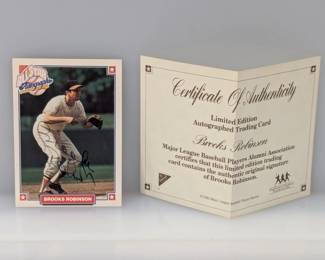 Autographs
BROOKS ROBINSON
Certificate Of Authenticity
Limited Edition
Autographed Trading Card
Brooks Robinson
Major League Baseball Players Alumni Association
certifies that this limited edition trading
card contains the authentic original signature
of Brooks Robinson.